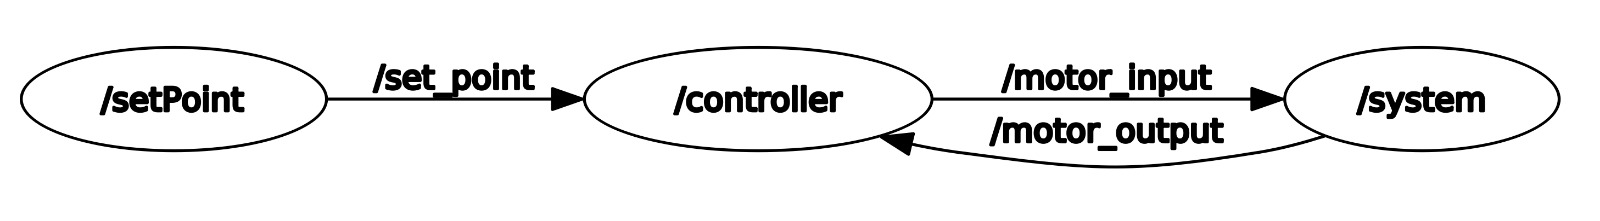 /setPoint
/set_point
/controller
/motor_input
/motor_output
/system